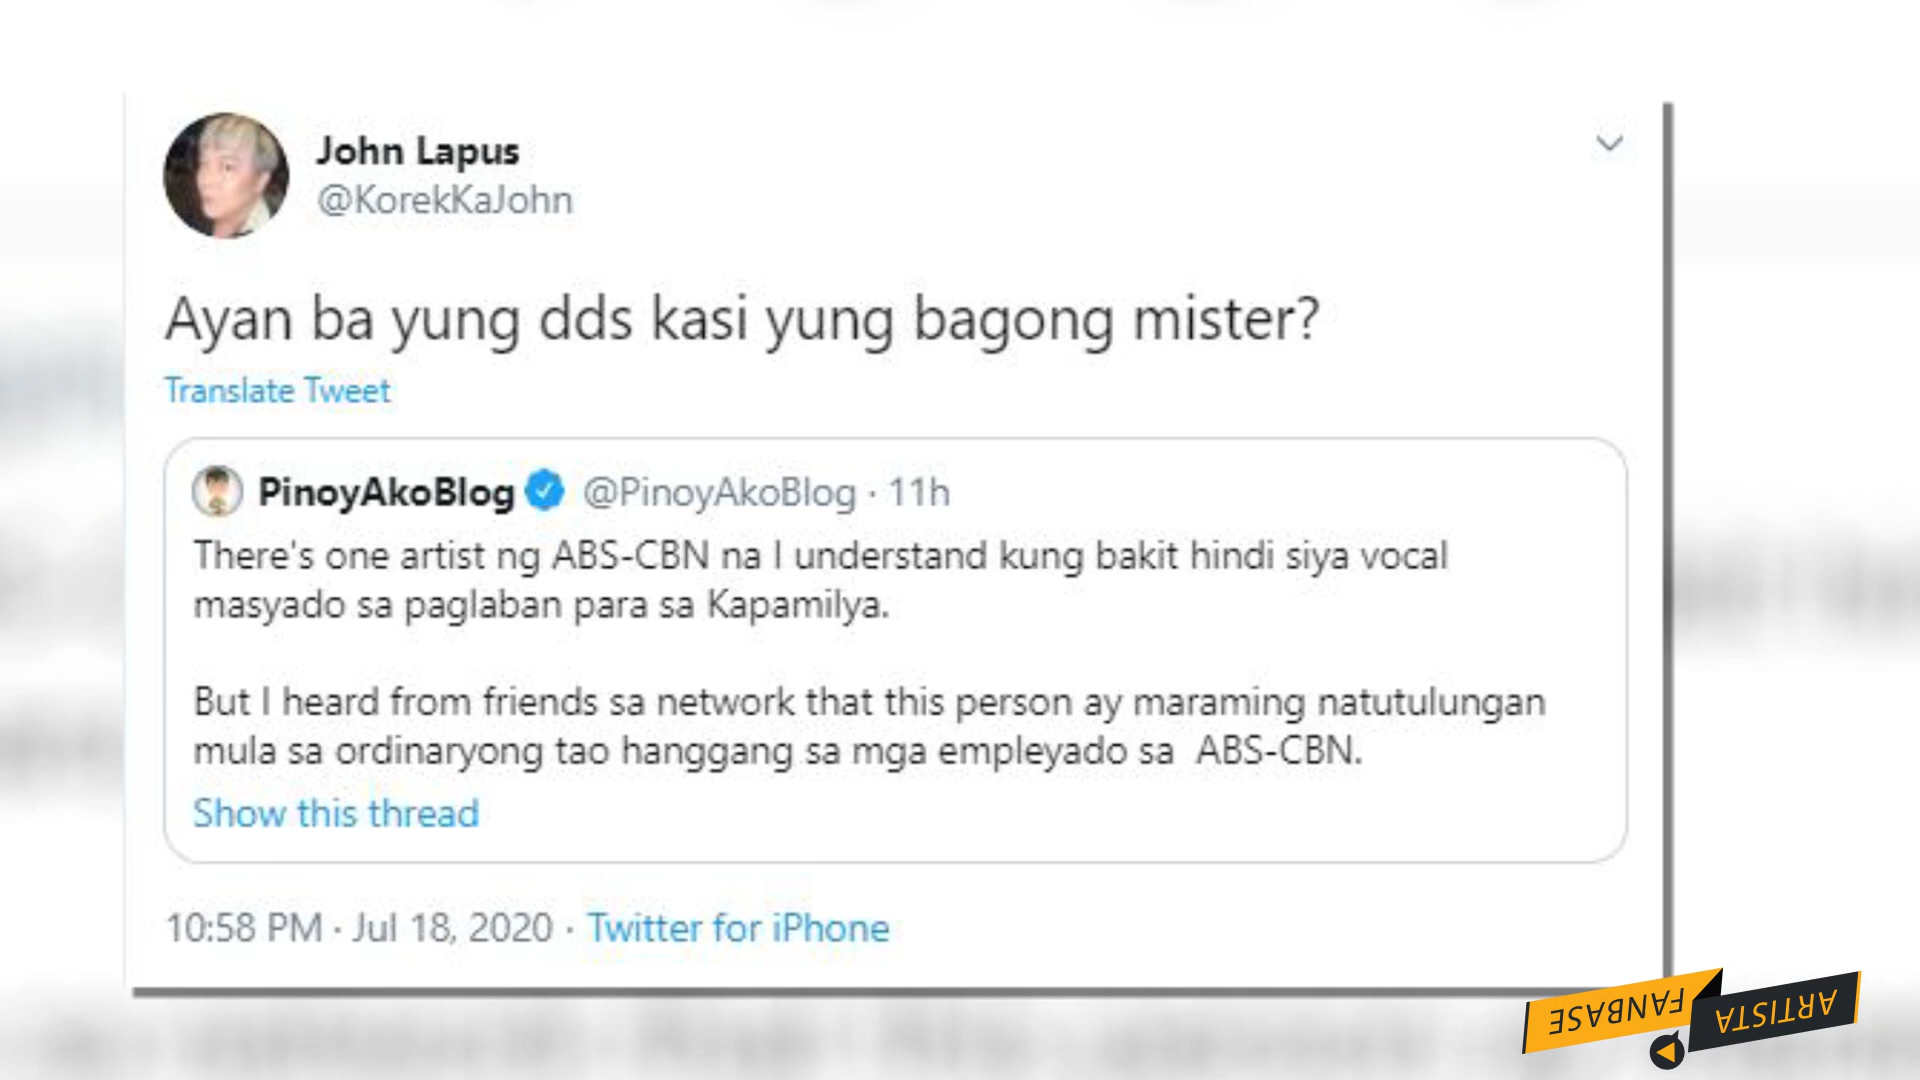 John Lapus
@KorekKaJohn
Ayan ba yung dds kasi yung bagong mister?
Translate Tweet
PinoyAkoBlog @PinoyAkoBlog · 11h
There's one artist ng ABS-CBN na I understand kung bakit hindi siya vocal
masyado sa paglaban para sa Kapamilya.
But I heard from friends sa network that this person ay maraming natutulungan
mula sa ordinaryong tao hanggang sa mga empleyado sa ABS-CBN.
Show this thread
10:58 PM · Jul 18, 2020 · Twitter for iPhone
ARTISTA
FANBASE